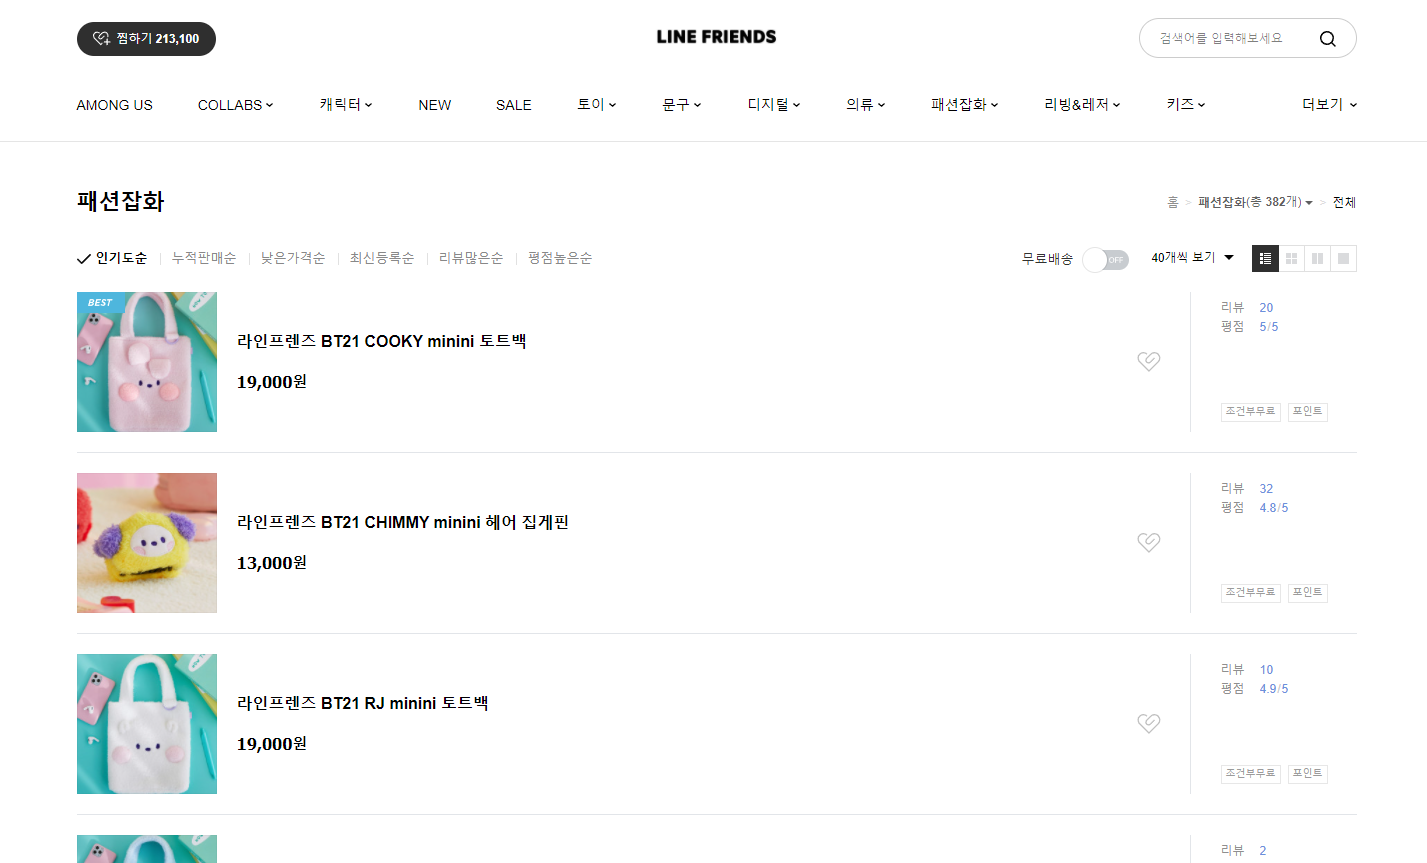 찜하기 213,100
LINE FRIENDS
검색어를 입력해보세요
AMONG US COLLABS 캐릭터 NEW SALE 토이 문구 디지털 의류 패션잡화 리빙&레저 키즈 더보기
패션잡화
홈 > 패션잡화(총 382개) > 전체
인기도순 누적판매순 낮은가격순 최신등록순 리뷰많은순 평점높은순
무료배송 OFF 40개씩 보기
BEST
라인프렌즈 BT21 COOKY minini 토트백
19,000원
리뷰 20
평점 5/5
조건부무료 포인트
라인프렌즈 BT21 CHIMMY minini 헤어 집게핀
13,000원
리뷰 32
평점 4.8/5
조건부무료 포인트
라인프렌즈 BT21 RJ minini 토트백
19,000원
리뷰 10
평점 4.9/5
조건부무료 포인트
리뷰 2